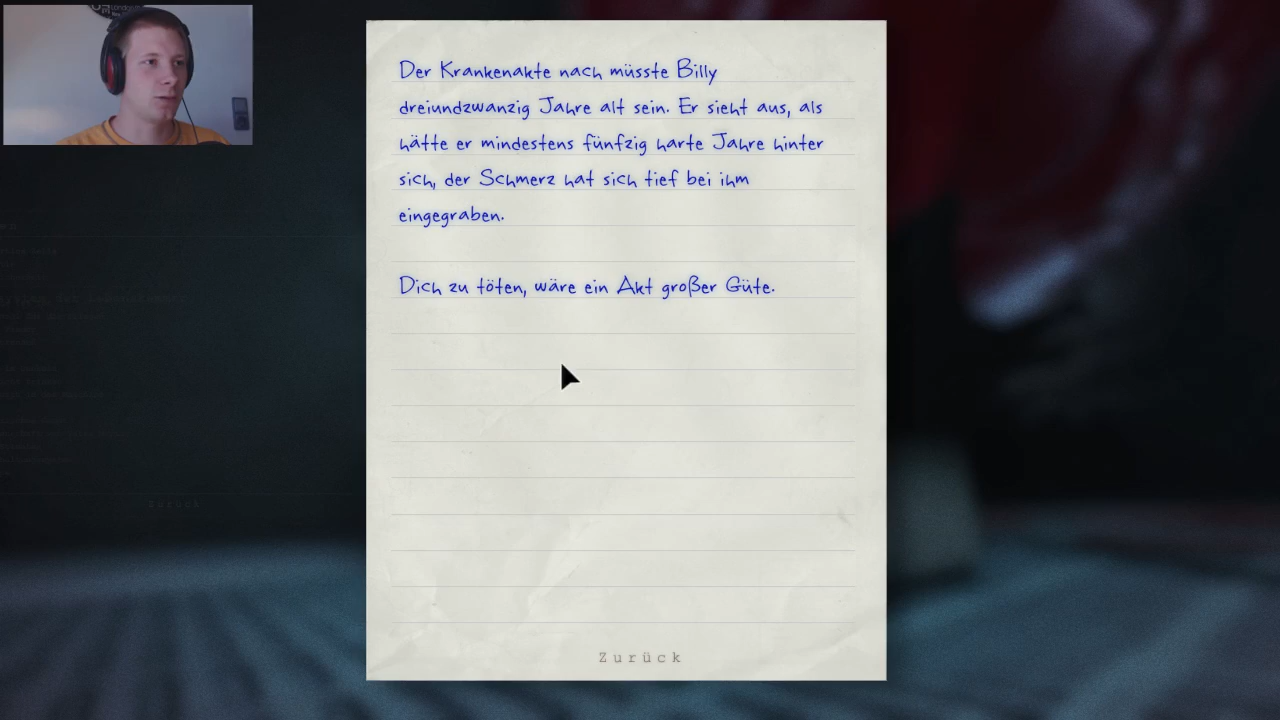 Der Krankenakte nach müsste Billy
dreiundzwanzig Jahre alt sein. Er sieht aus, als
hätte er mindestens fünfzig harte Jahre hinter
sich, der Schmerz hat sich tief bei ihm
eingegraben.
Dich zu töten, wäre ein Akt großer Güte.
Zurück
Zurück